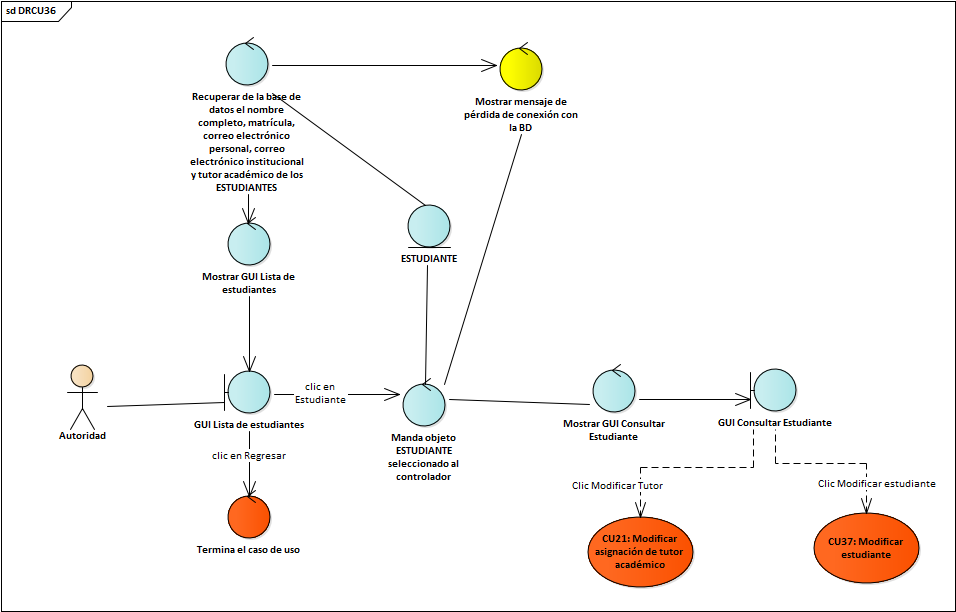 sd DRCU36
Recuperar de la base de
datos el nombre
completo, matrícula,
correo electrónico
personal, correo
electrónico institucional
y tutor académico de los
ESTUDIANTES
Mostrar mensaje de
pérdida de conexión con
la BD
ESTUDIANTE
Mostrar GUI Lista de
estudiantes
Autoridad
GUI Lista de estudiantes
clic en
Estudiante
Manda objeto
ESTUDIANTE
seleccionado al
controlador
Mostrar GUI Consultar
Estudiante
GUI Consultar Estudiante
clic en Regresar
Termina el caso de uso
Clic Modificar Tutor
Clic Modificar estudiante
CU21: Modificar
asignación de tutor
académico
CU37: Modificar
estudiante